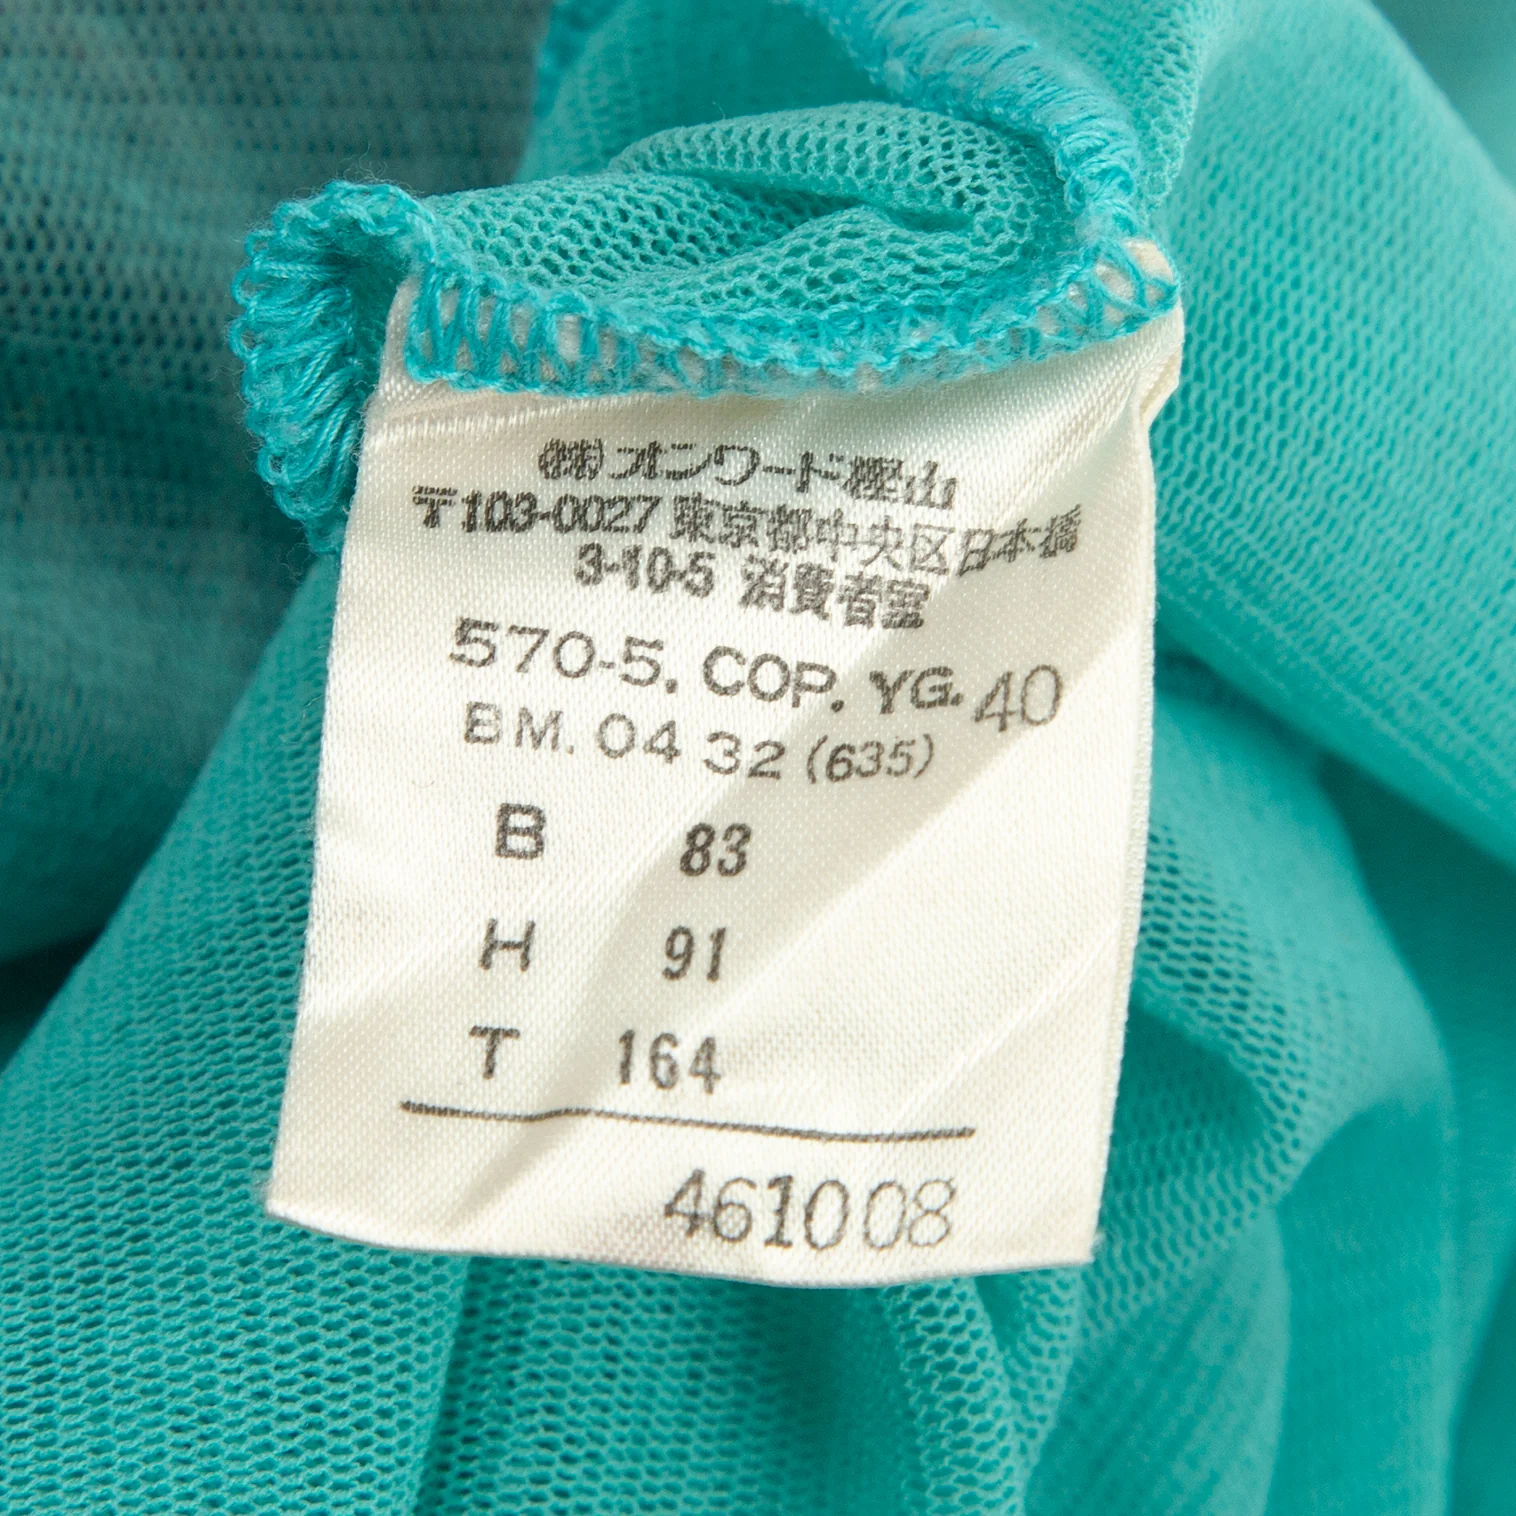 ㈱オンワード樫山
〒103-0027 東京都中央区日本橋
3-10-5 消費者室
570-5. COP. YG. 40
BM. 04 32 (635)
B 83
H 91
T 164
461008